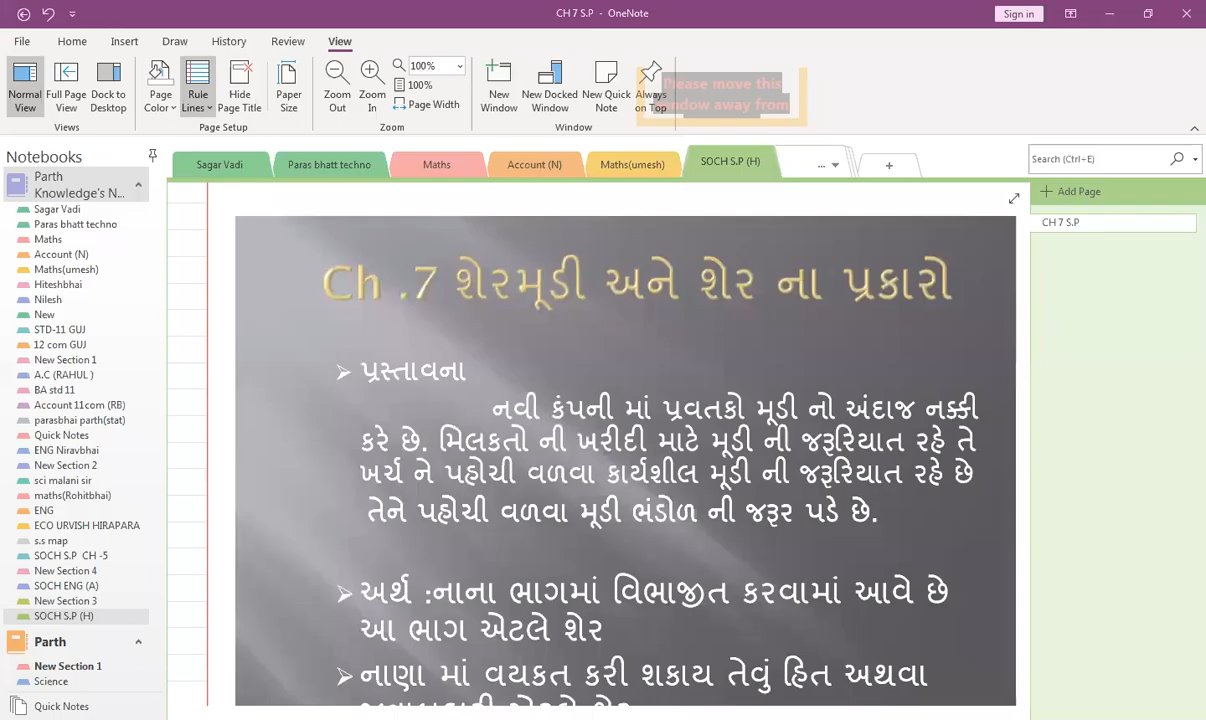 CH 7 S.P - OneNote
Sign in
File Home Insert Draw History Review View
Normal View
Full Page View
Dock to Desktop
Views
Page Color
Rule Lines
Hide Page Title
Page Setup
Paper Size
Zoom Out
Zoom In
100%
100%
Page Width
Zoom
New Window
New Docked Window
New Quick Note
Always on Top
Window
Please move this
window away from
Notebooks
Parth
Knowledge's N...
Sagar Vadi
Paras bhatt techno
Maths
Account (N)
Maths(umesh)
Hiteshbhai
Nilesh
New
STD-11 GUJ
12 com GUJ
New Section 1
A.C (RAHUL )
BA std 11
Account 11com (RB)
parasbhai parth(stat)
Quick Notes
ENG Niravbhai
New Section 2
sci malani sir
maths(Rohitbhai)
ENG
ECO URVISH HIRAPARA
s.s map
SOCH S.P CH -5
New Section 4
SOCH ENG (A)
New Section 3
SOCH S.P (H)
Parth
New Section 1
Science
Quick Notes
Sagar Vadi Paras bhatt techno Maths Account (N) Maths(umesh) SOCH S.P (H) ...
Search (Ctrl+E)
Add Page
CH 7 S.P
Ch .7 શેરમૂડી અને શેર ના પ્રકારો
પ્રસ્તાવના
નવી કંપની માં પ્રવતકો મૂડી નો અંદાજ નક્કી
કરે છે. મિલકતો ની ખરીદી માટે મૂડી ની જરૂરિયાત રહે તે
ખર્ચ ને પહોચી વળવા કાર્યશીલ મૂડી ની જરૂરિયાત રહે છે
તેને પહોચી વળવા મૂડી ભંડોળ ની જરૂર પડે છે.
અર્થ :નાના ભાગમાં વિભાજીત કરવામાં આવે છે
આ ભાગ એટલે શેર
નાણા માં વયકત કરી શકાય તેવું હિત અથવા